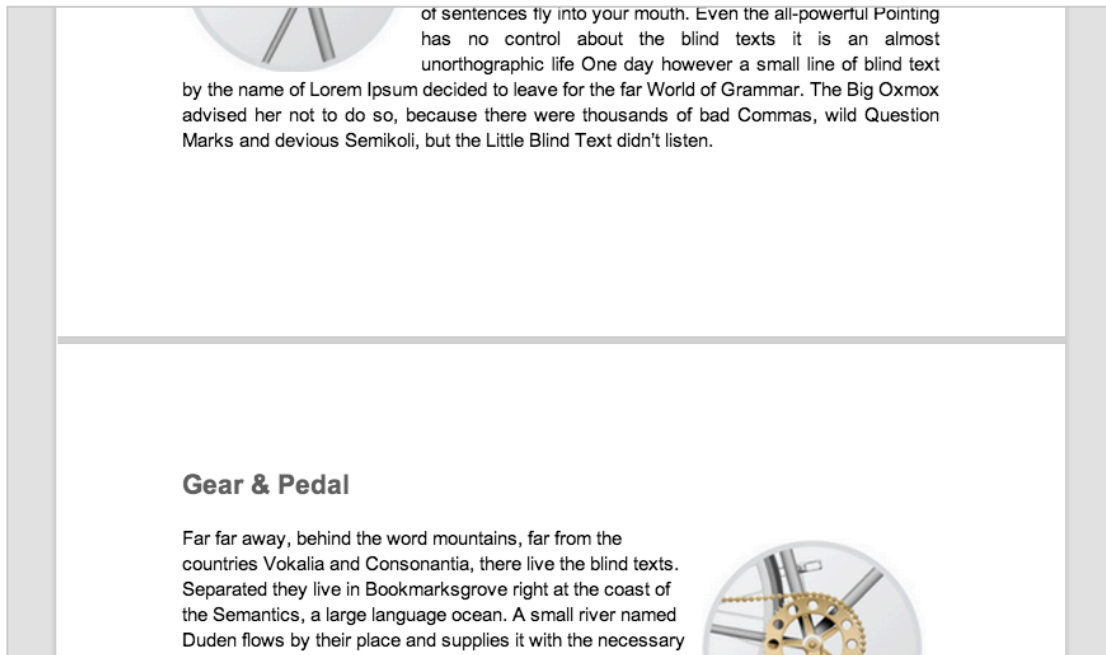 of sentences fly into your mouth. Even the all-powerful Pointing
has no control about the blind texts it is an almost
unorthographic life One day however a small line of blind text
by the name of Lorem Ipsum decided to leave for the far World of Grammar. The Big Oxmox
advised her not to do so, because there were thousands of bad Commas, wild Question
Marks and devious Semikoli, but the Little Blind Text didn't listen.
Gear & Pedal
Far far away, behind the word mountains, far from the
countries Vokalia and Consonantia, there live the blind texts.
Separated they live in Bookmarksgrove right at the coast of
the Semantics, a large language ocean. A small river named
Duden flows by their place and supplies it with the necessary